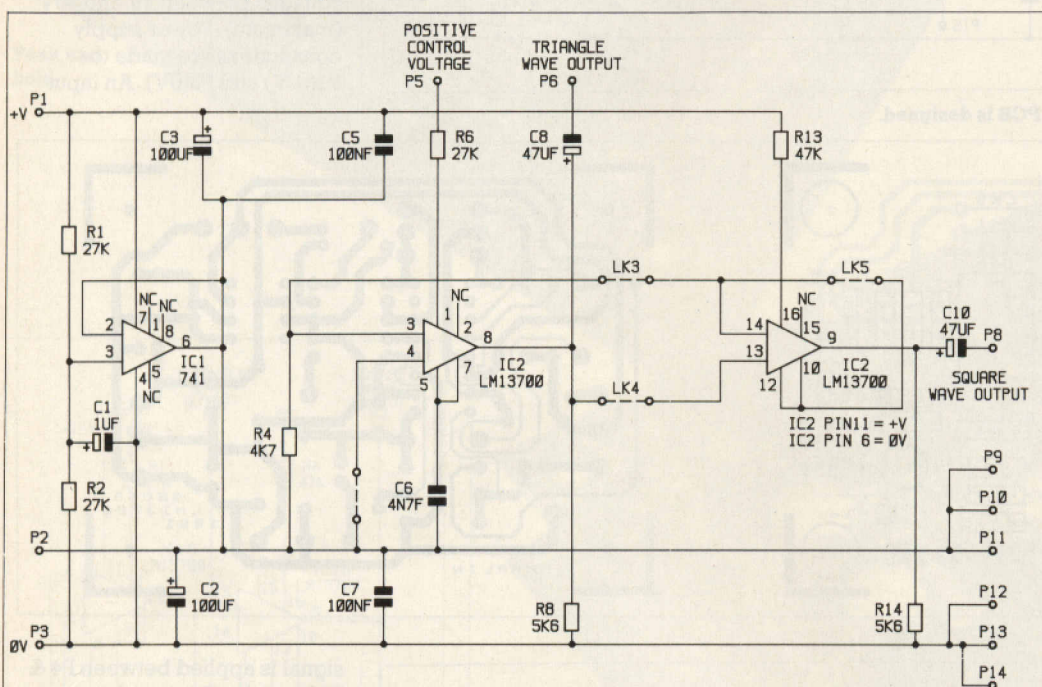 PCB is designed
POSITIVE
CONTROL
VOLTAGE
P5
TRIANGLE
WAVE OUTPUT
P6
P1
+V
C3
100UF
+
C5
100NF
R6
27K
C8
47UF
+
R13
47K
R1
27K
LK3
LK5
NC
NC
7 1 8
2
3
6
4 5
NC
IC1
741
NC
1
3
4
2
8
5
7
IC2
LM13700
NC
16
14
13
15
9
12
10
IC2
LM13700
C10
47UF
+
P8
SQUARE
WAVE OUTPUT
LK4
IC2 PIN11 = +V
IC2 PIN 6 = 0V
C1
1UF
+
R4
4K7
R2
27K
C6
4N7F
P9
P10
P11
P2
+
C2
100UF
C7
100NF
R8
5K6
R14
5K6
P12
P13
P14
0V
P3